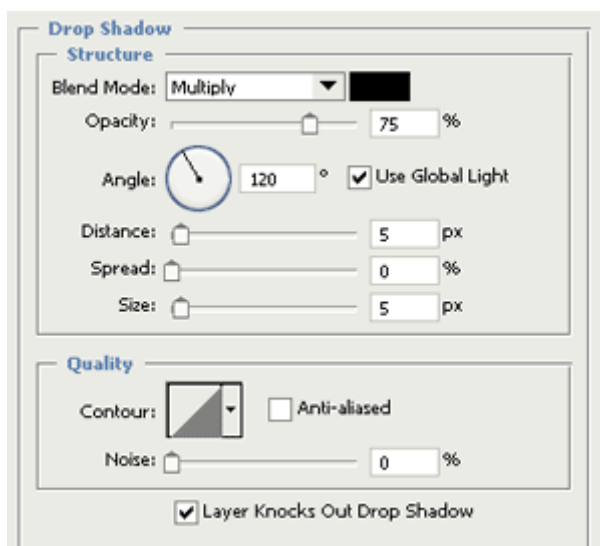 Drop Shadow
Structure
Blend Mode: Multiply
Opacity: 75 %
Angle: 120 ° Use Global Light
Distance: 5 px
Spread: 0 %
Size: 5 px
Quality
Contour: Anti-aliased
Noise: 0 %
Layer Knocks Out Drop Shadow